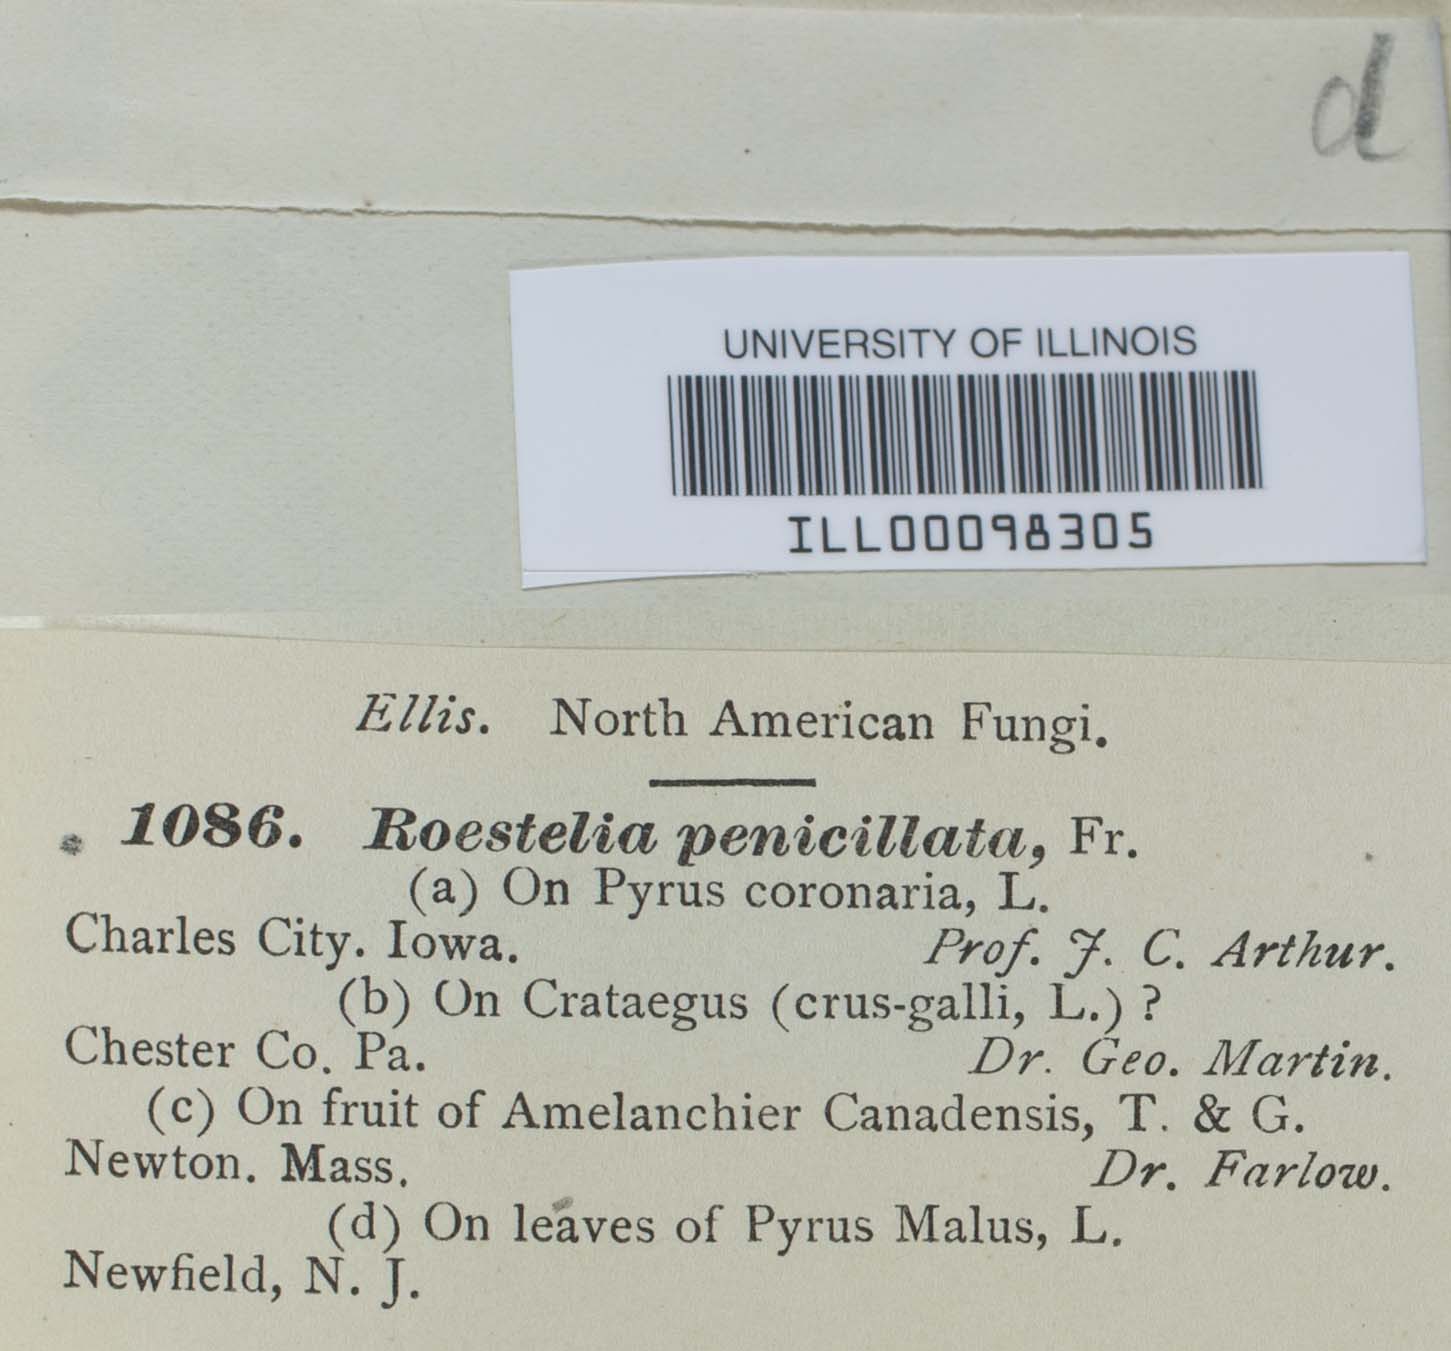 d
UNIVERSITY OF ILLINOIS
ILL00098305
Ellis. North American Fungi.
1086. Roestelia penicillata, Fr.
(a) On Pyrus coronaria, L.
Charles City. Iowa. Prof. J. C. Arthur.
(b) On Crataegus (crus-galli, L.) ?
Chester Co. Pa. Dr. Geo. Martin.
(c) On fruit of Amelanchier Canadensis, T. & G.
Newton. Mass. Dr. Farlow.
(d) On leaves of Pyrus Malus, L.
Newfield, N. J.